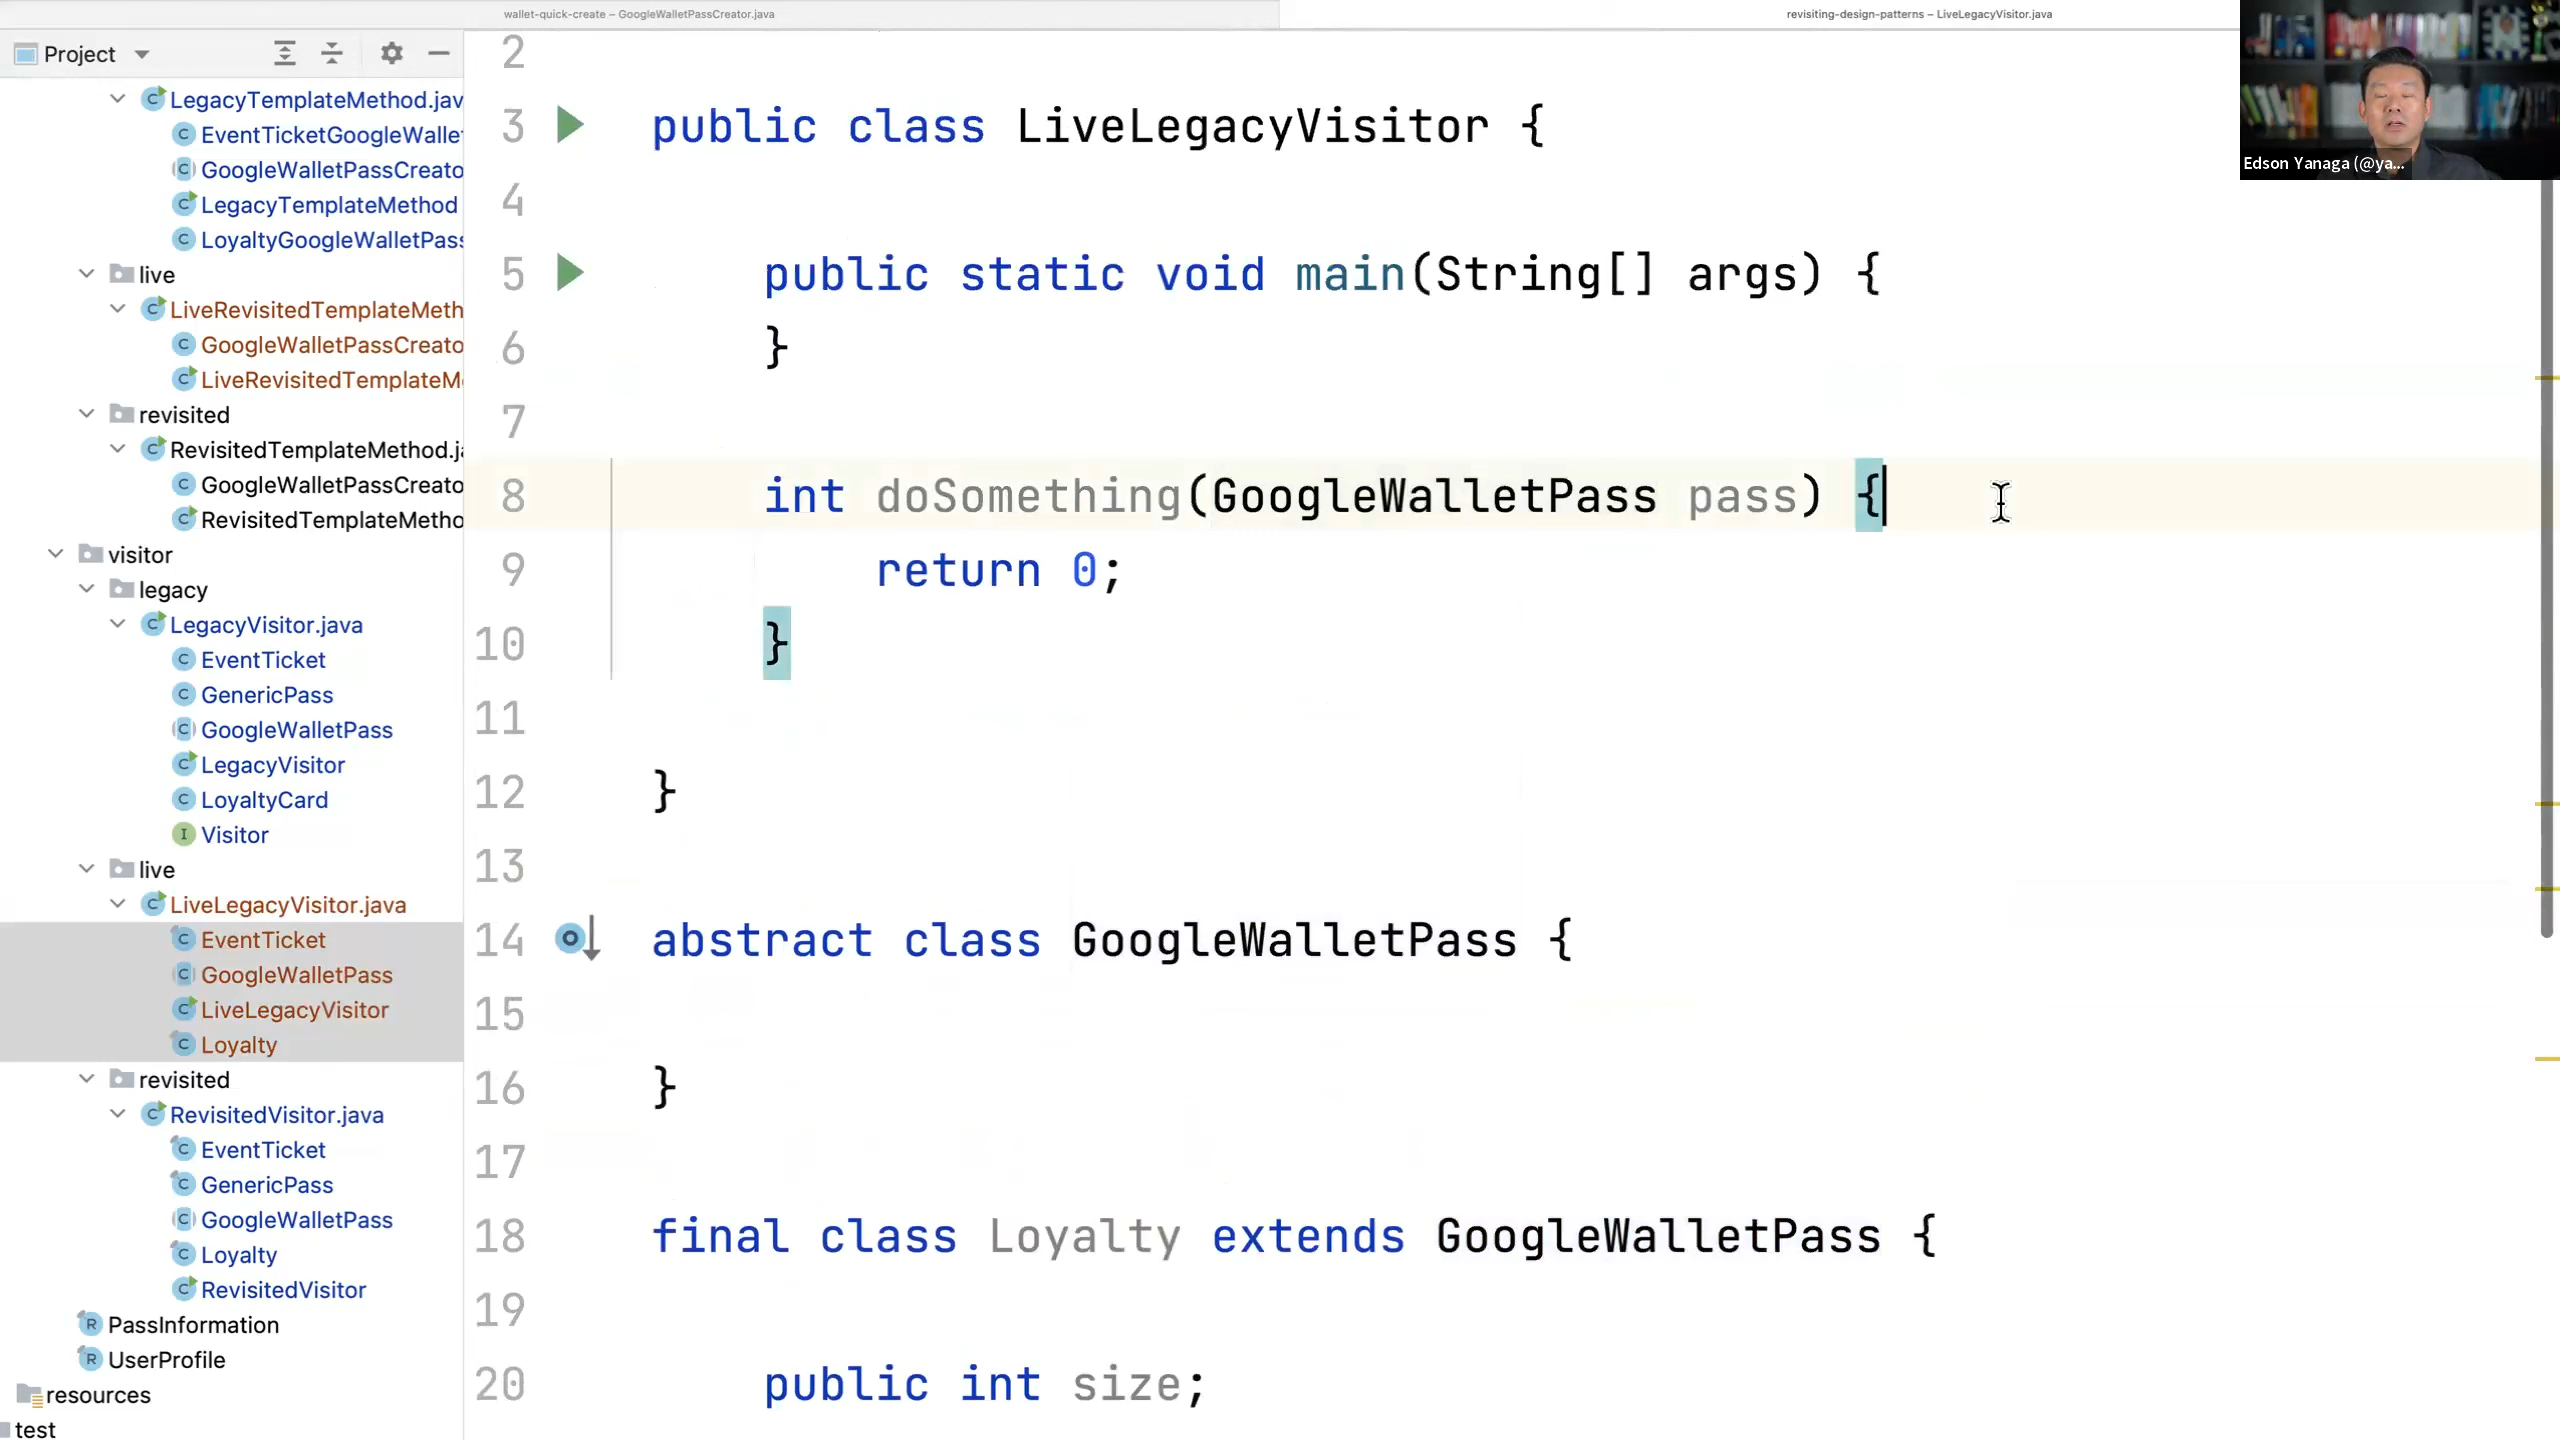 wallet-quick-create – GoogleWalletPassCreator.java
revisiting-design-patterns – LiveLegacyVisitor.java
Project
LegacyTemplateMethod.jav
EventTicketGoogleWalle
GoogleWalletPassCreato
LegacyTemplateMethod
LoyaltyGoogleWalletPass
live
LiveRevisitedTemplateMeth
GoogleWalletPassCreato
LiveRevisitedTemplateM
revisited
RevisitedTemplateMethod.j
GoogleWalletPassCreato
RevisitedTemplateMetho
visitor
legacy
LegacyVisitor.java
EventTicket
GenericPass
GoogleWalletPass
LegacyVisitor
LoyaltyCard
Visitor
live
LiveLegacyVisitor.java
EventTicket
GoogleWalletPass
LiveLegacyVisitor
Loyalty
revisited
RevisitedVisitor.java
EventTicket
GenericPass
GoogleWalletPass
Loyalty
RevisitedVisitor
PassInformation
UserProfile
resources
test
2
3 public class LiveLegacyVisitor {
4
5 public static void main(String[] args) {
6 }
7
8 int doSomething(GoogleWalletPass pass) {
9 return 0;
10 }
11
12 }
13
14 abstract class GoogleWalletPass {
15
16 }
17
18 final class Loyalty extends GoogleWalletPass {
19
20 public int size;
Edson Yanaga (@ya...